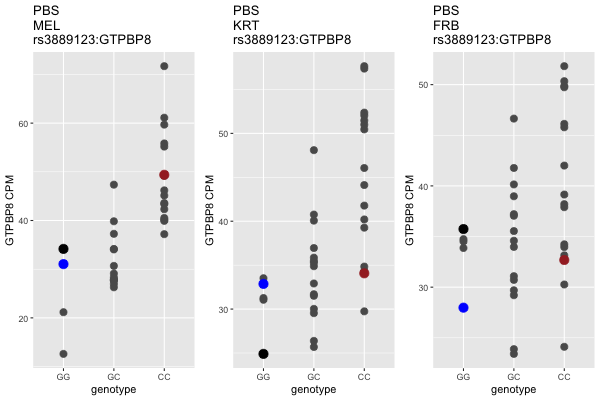 PBS
MEL
rs3889123:GTPBP8
GTPBP8 CPM
60
40
20
GG GC CC
genotype
PBS
KRT
rs3889123:GTPBP8
GTPBP8 CPM
50
40
30
GG GC CC
genotype
PBS
FRB
rs3889123:GTPBP8
GTPBP8 CPM
50
40
30
GG GC CC
genotype